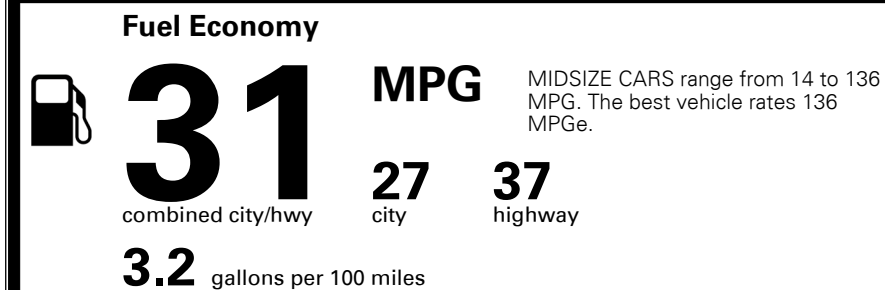 Fuel Economy
31 MPG
MIDSIZE CARS range from 14 to 136
MPG. The best vehicle rates 136
MPGe.
27 37
combined city/hwy city highway
3.2 gallons per 100 miles